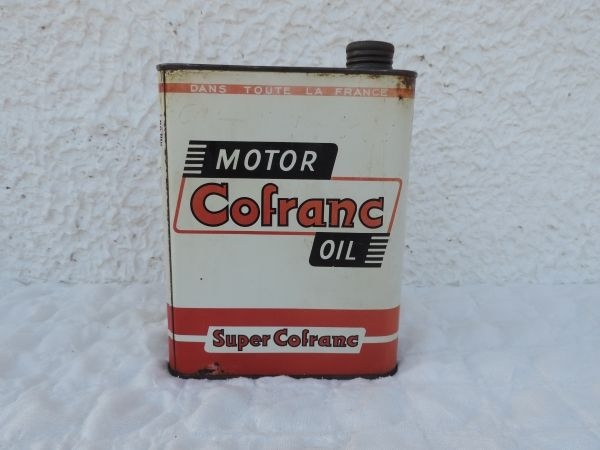 DANS TOUTE LA FRANCE
MOTOR
Cofranc
OIL
Super Cofranc